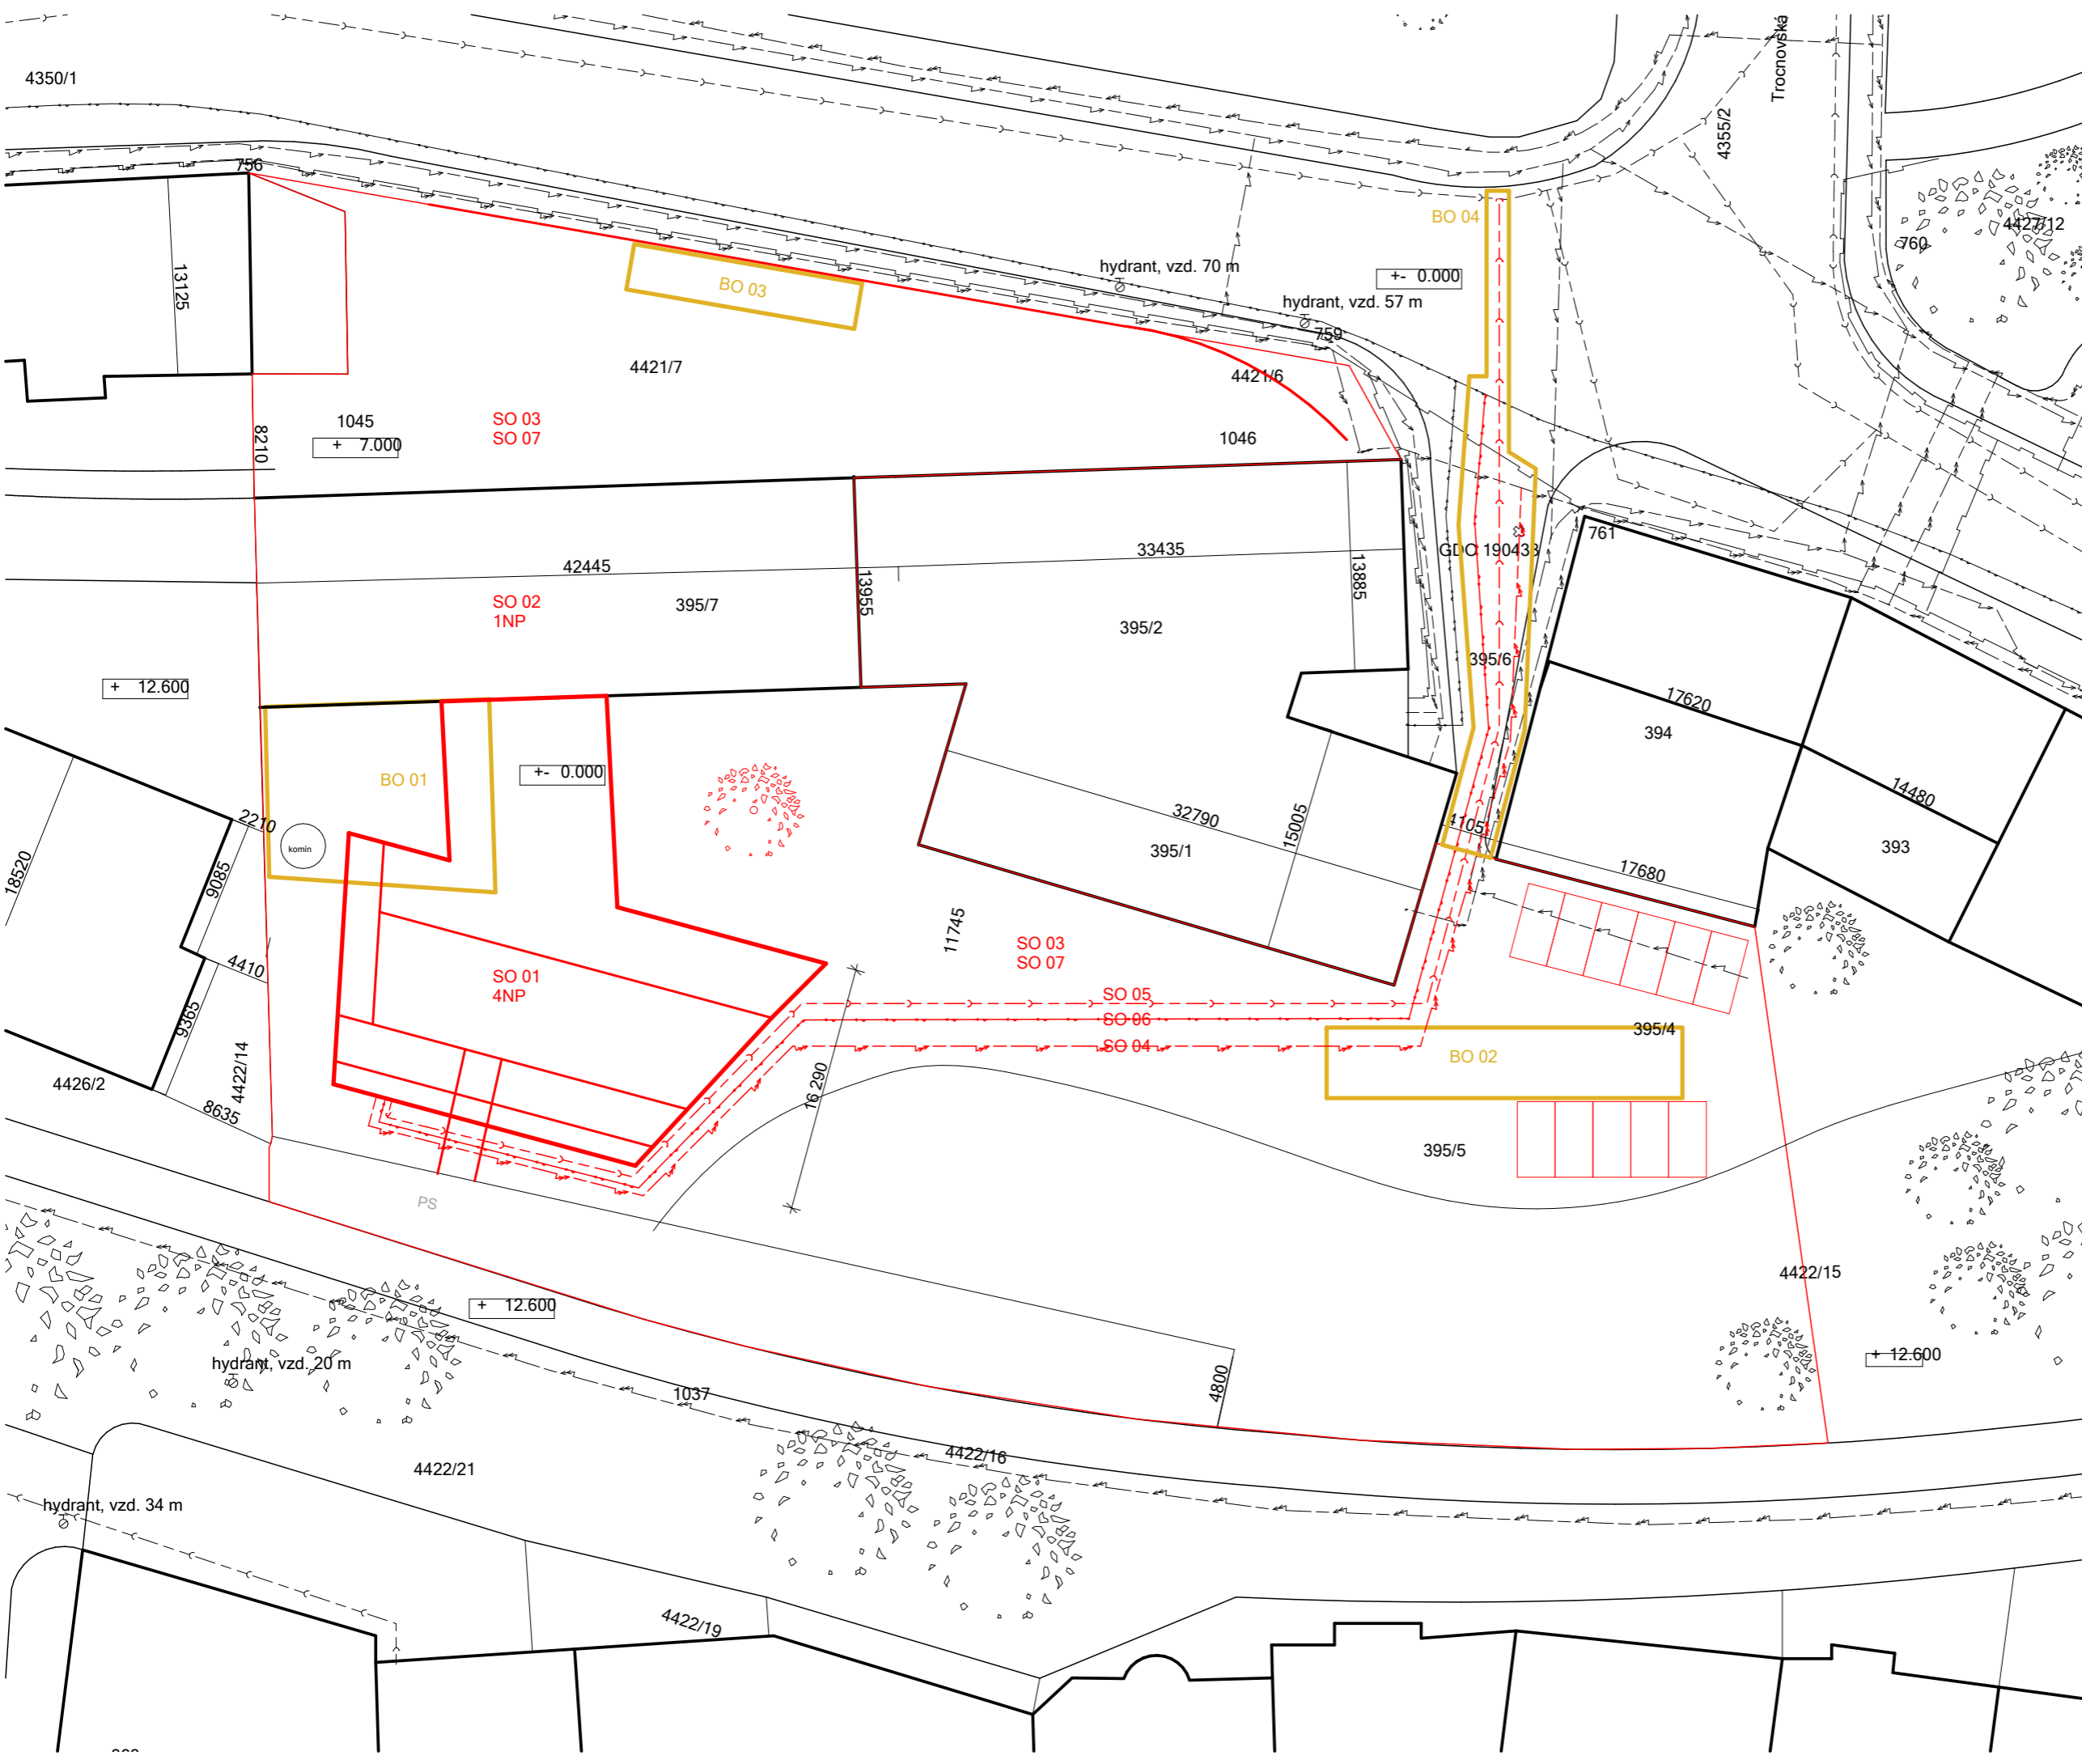 4350/1
Trocnovská
4355/2
756
4427/12
760
BO 04
hydrant, vzd. 70 m
+- 0.000
13125
BO 03
hydrant, vzd. 57 m
759
4421/7
4421/6
1045
SO 03
SO 07
+ 7.000
8210
1046
761
GDO 190433
33435
42445
13955
13885
SO 02
1NP
395/7
395/2
395/6
+ 12.600
17620
394
BO 01
+- 0.000
14480
2210
komín
32790
15005
4105
395/1
393
18520
9085
17680
11745
SO 03
SO 07
4410
SO 01
4NP
SO 05
SO 06
SO 04
9365
395/4
BO 02
4422/14
4426/2
16 290
8635
395/5
PS
4422/15
+ 12.600
+ 12.600
hydrant, vzd. 20 m
4800
1037
4422/16
4422/21
hydrant, vzd. 34 m
4422/19